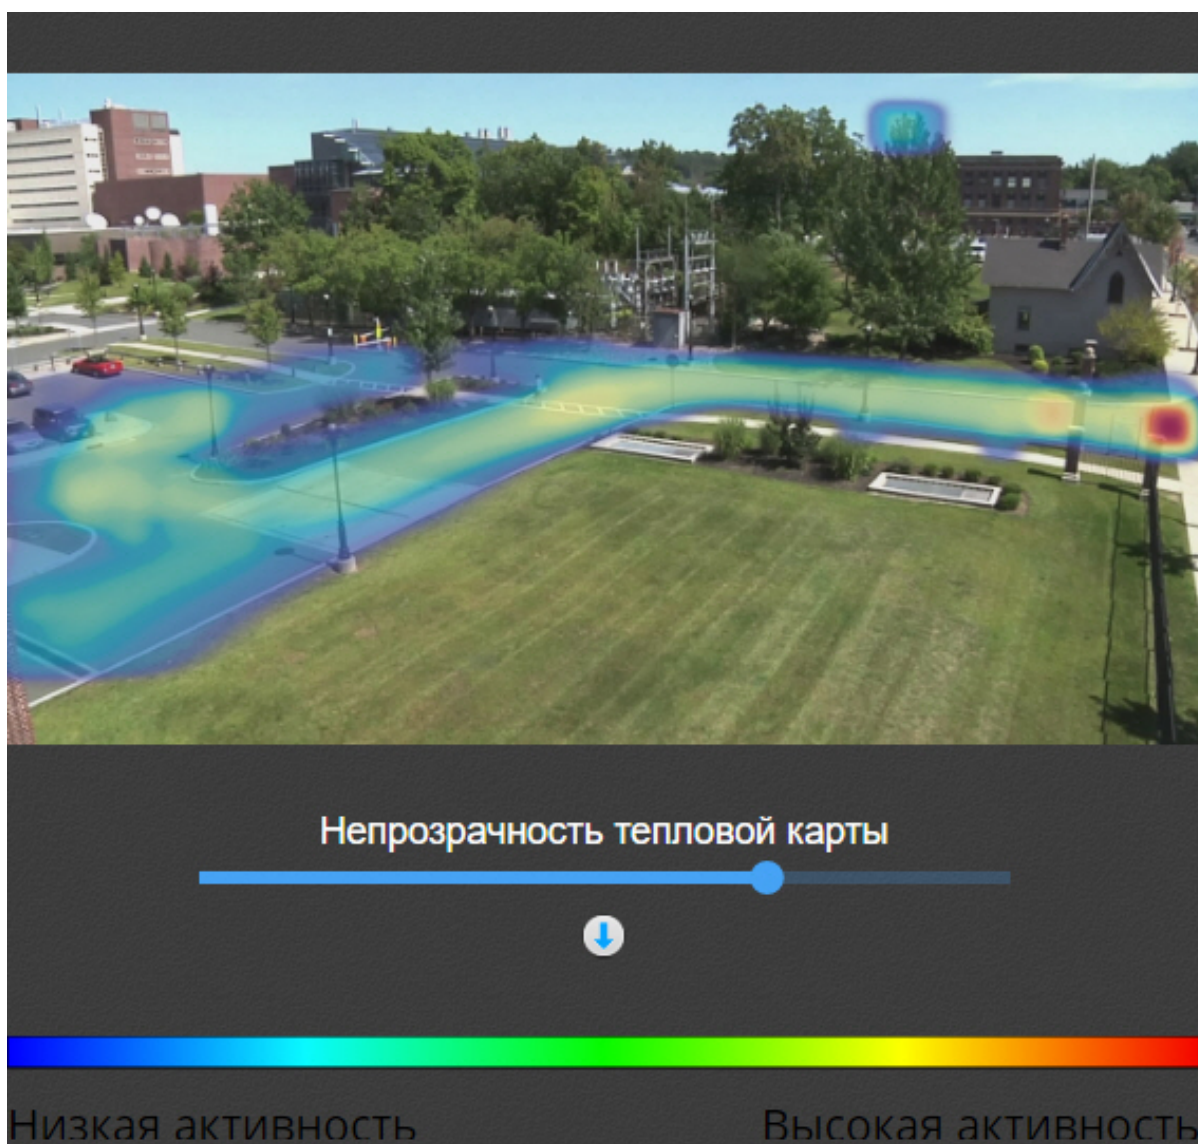 Непрозрачность тепловой карты
Низкая активность
Высокая активность